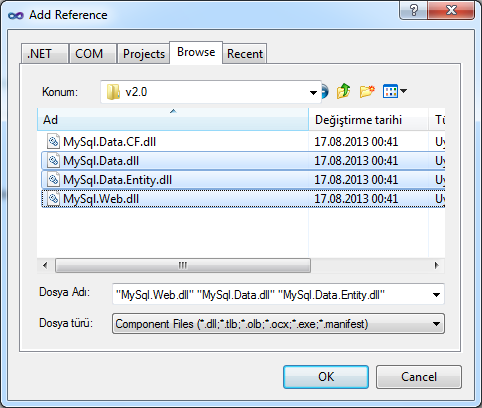 Add Reference
.NET COM Projects Browse Recent
Konum: v2.0
Ad Değiştirme tarihi Tü
MySql.Data.CF.dll 17.08.2013 00:41 Uy
MySql.Data.dll 17.08.2013 00:41 Uy
MySql.Data.Entity.dll 17.08.2013 00:41 Uy
MySql.Web.dll 17.08.2013 00:41 Uy
Dosya Adı: "MySql.Web.dll" "MySql.Data.dll" "MySql.Data.Entity.dll"
Dosya türü: Component Files (*.dll;*.tlb;*.olb;*.ocx;*.exe;*.manifest)
OK Cancel